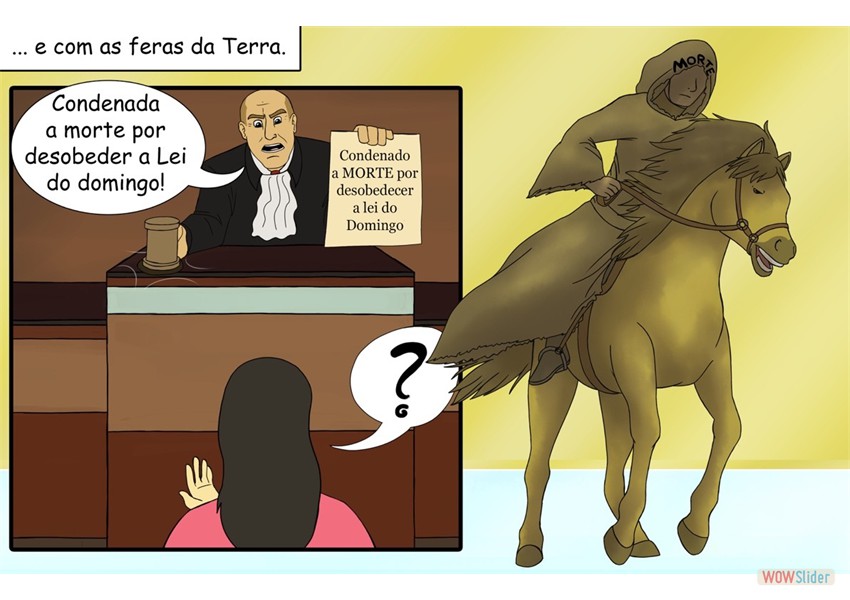 ... e com as feras da Terra.
Condenada
a morte por
desobeder a Lei
do domingo!
Condenado
a MORTE por
desobedecer
a lei do
Domingo
?
MORTE
WOWSlider